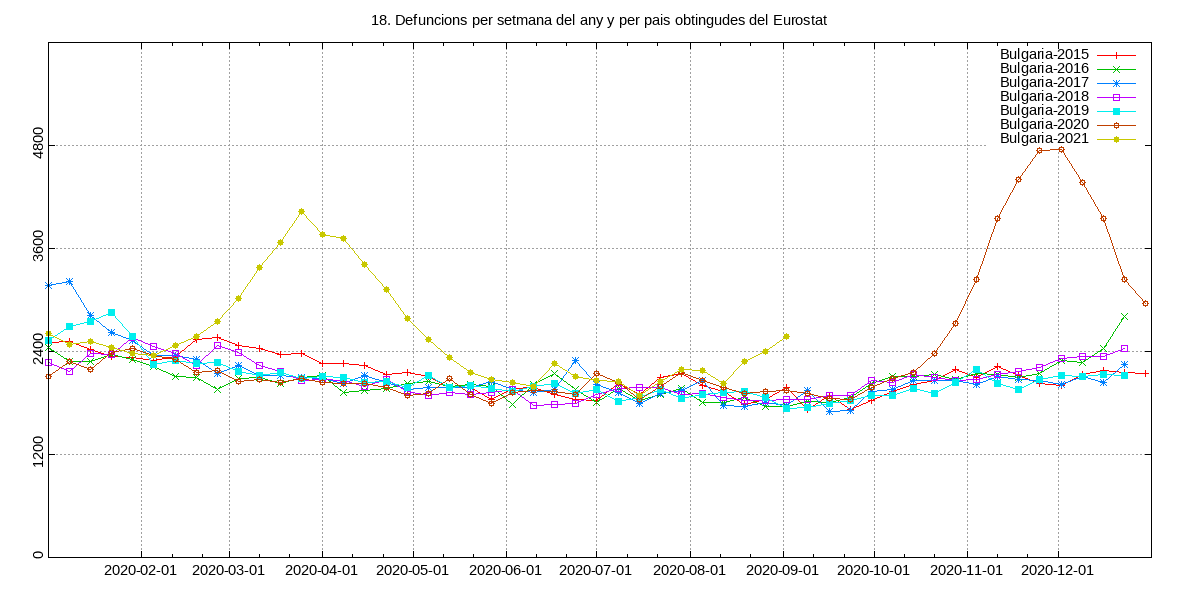 18. Defuncions per setmana del any y per pais obtingudes del Eurostat
Bulgaria-2015
Bulgaria-2016
Bulgaria-2017
Bulgaria-2018
Bulgaria-2019
Bulgaria-2020
Bulgaria-2021
4800
3600
2400
1200
0
2020-02-01 2020-03-01 2020-04-01 2020-05-01 2020-06-01 2020-07-01 2020-08-01 2020-09-01 2020-10-01 2020-11-01 2020-12-01